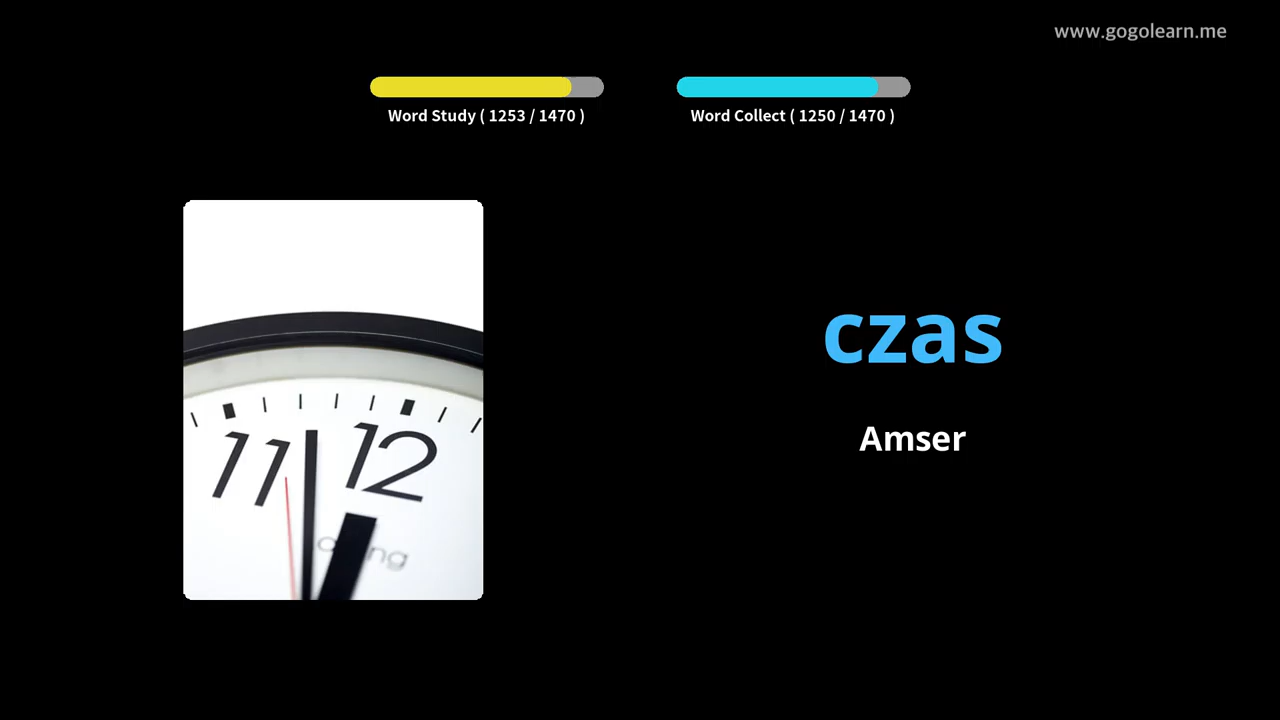 www.gogolearn.me
Word Study ( 1253 / 1470 )
Word Collect ( 1250 / 1470 )
czas
Amser
11
12